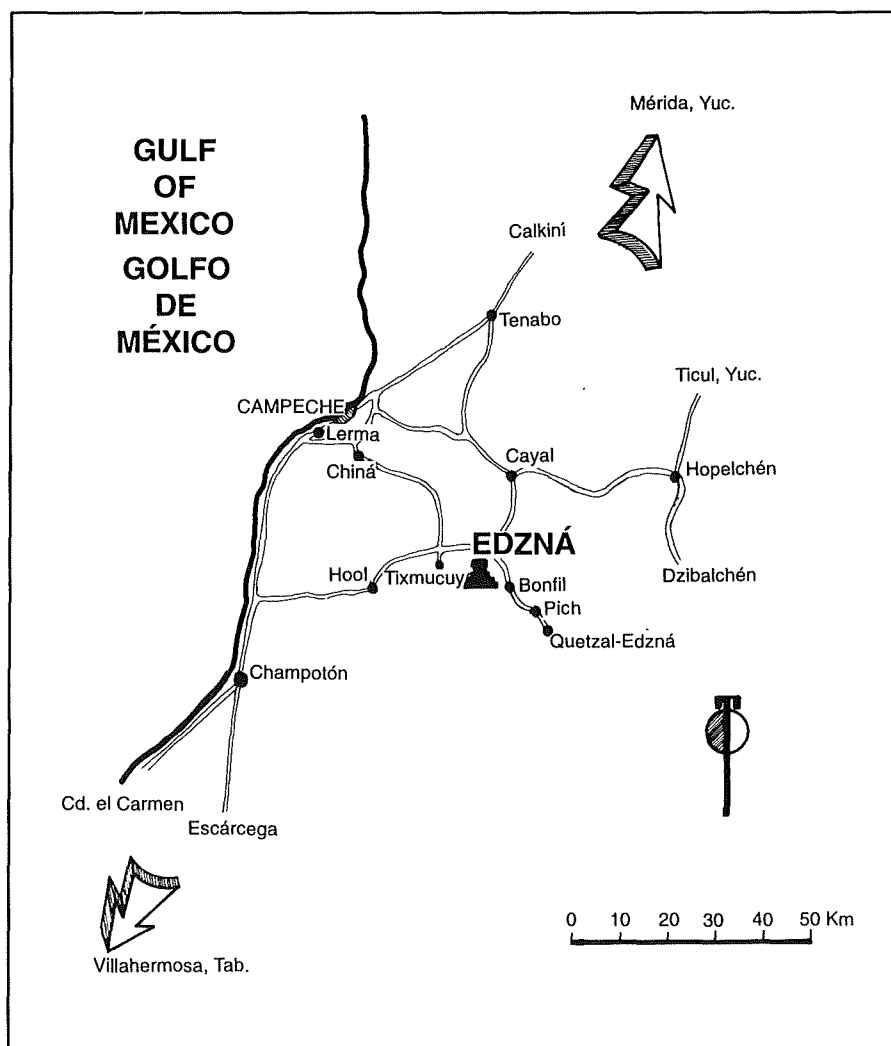 Mérida, Yuc.
GULF
OF
MEXICO
GOLFO
DE
MÉXICO
Calkiní
Tenabo
Ticul, Yuc.
CAMPECHE
Lerma
Chiná
Cayal
Hopelchén
EDZNÁ
Hool
Tixmucuy
Bonfil
Dzibalchén
Pich
Quetzal-Edzná
Champotón
Cd. el Carmen
Escárcega
0 10 20 30 40 50 Km
Villahermosa, Tab.